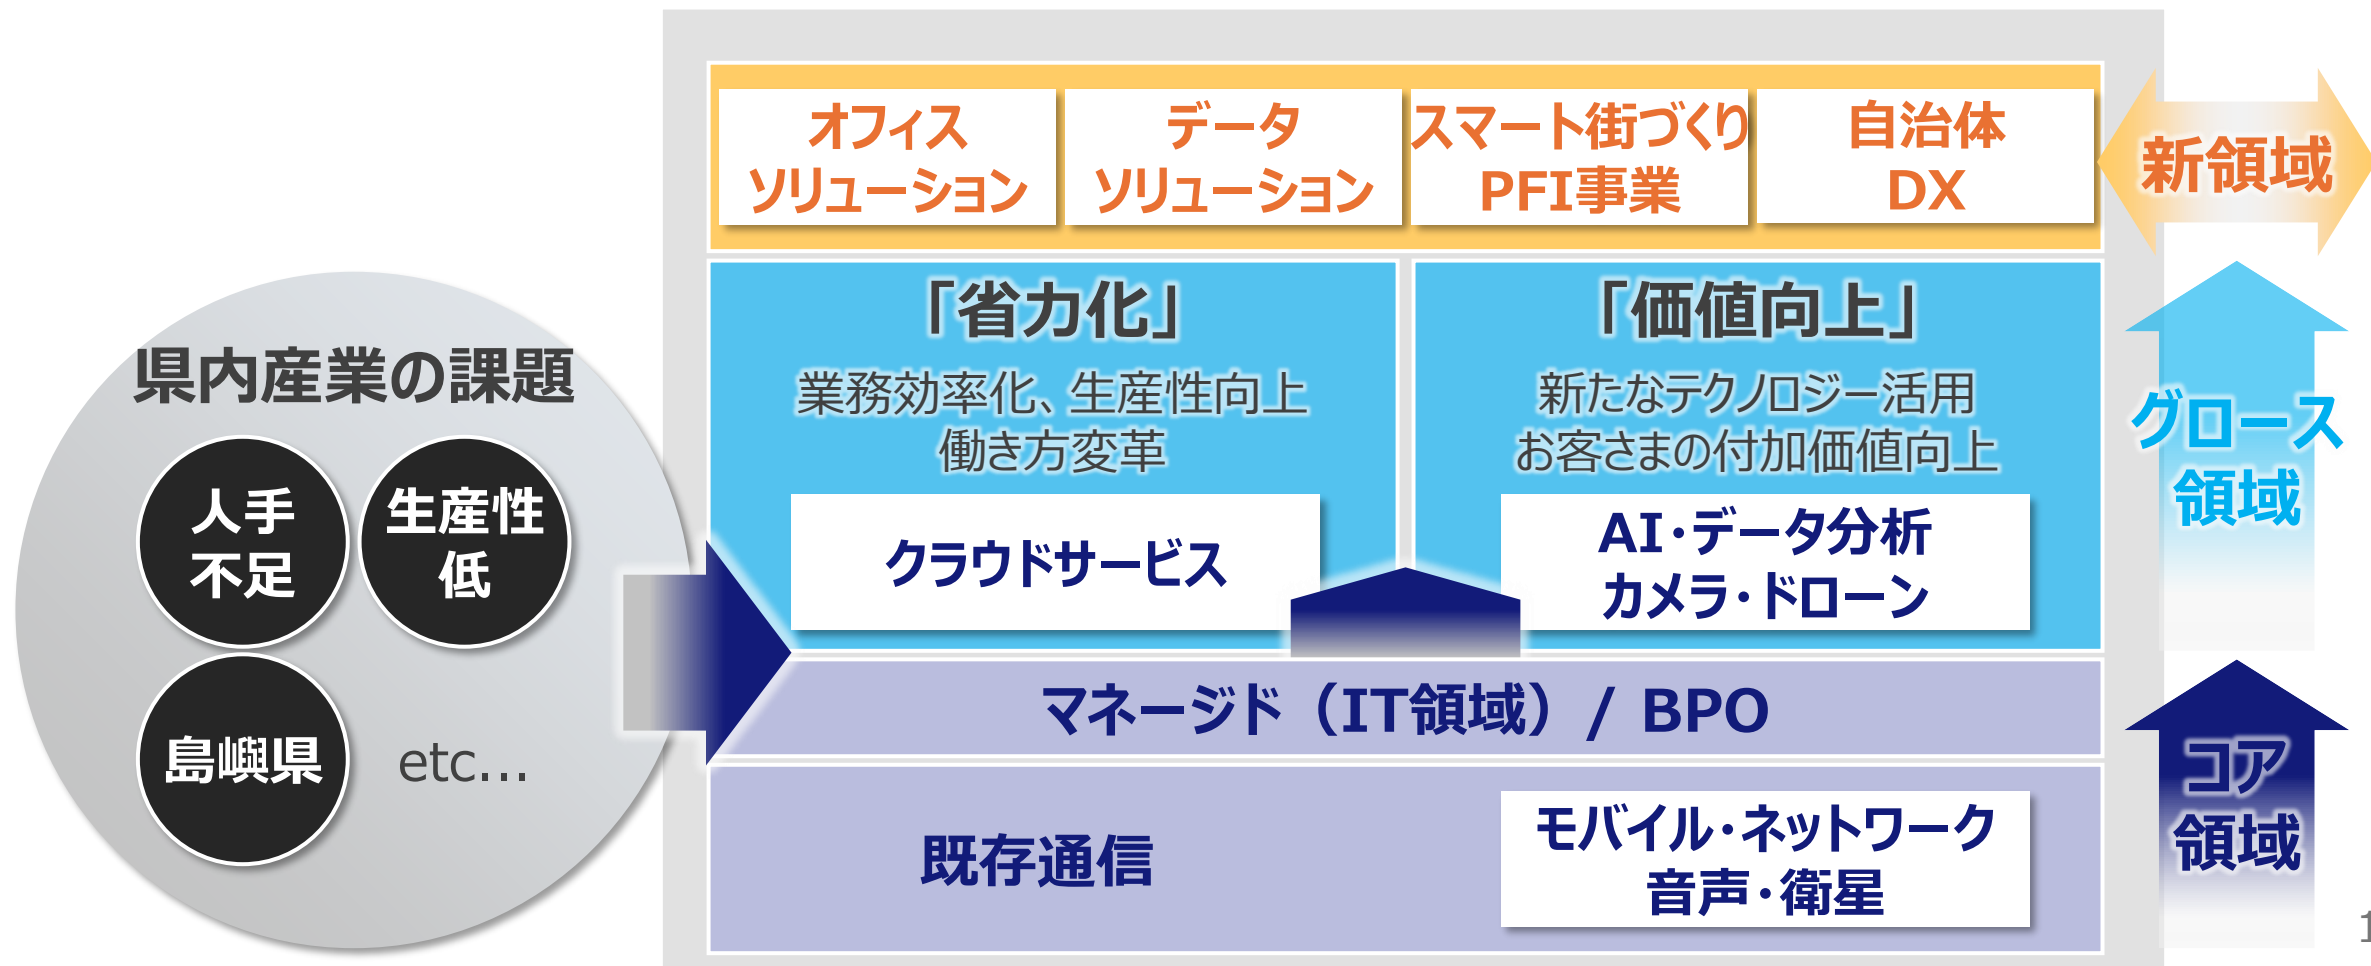 オフィス
ソリューション
データ
ソリューション
スマート街づくり
PFI事業
自治体
DX
新領域
「省力化」
業務効率化、生産性向上
働き方変革
クラウドサービス
「価値向上」
新たなテクノロジー活用
お客さまの付加価値向上
AI・データ分析
カメラ・ドローン
グロース
領域
県内産業の課題
人手
不足
生産性
低
島嶼県
etc...
マネージド（IT領域）/ BPO
既存通信
モバイル・ネットワーク
音声・衛星
コア
領域